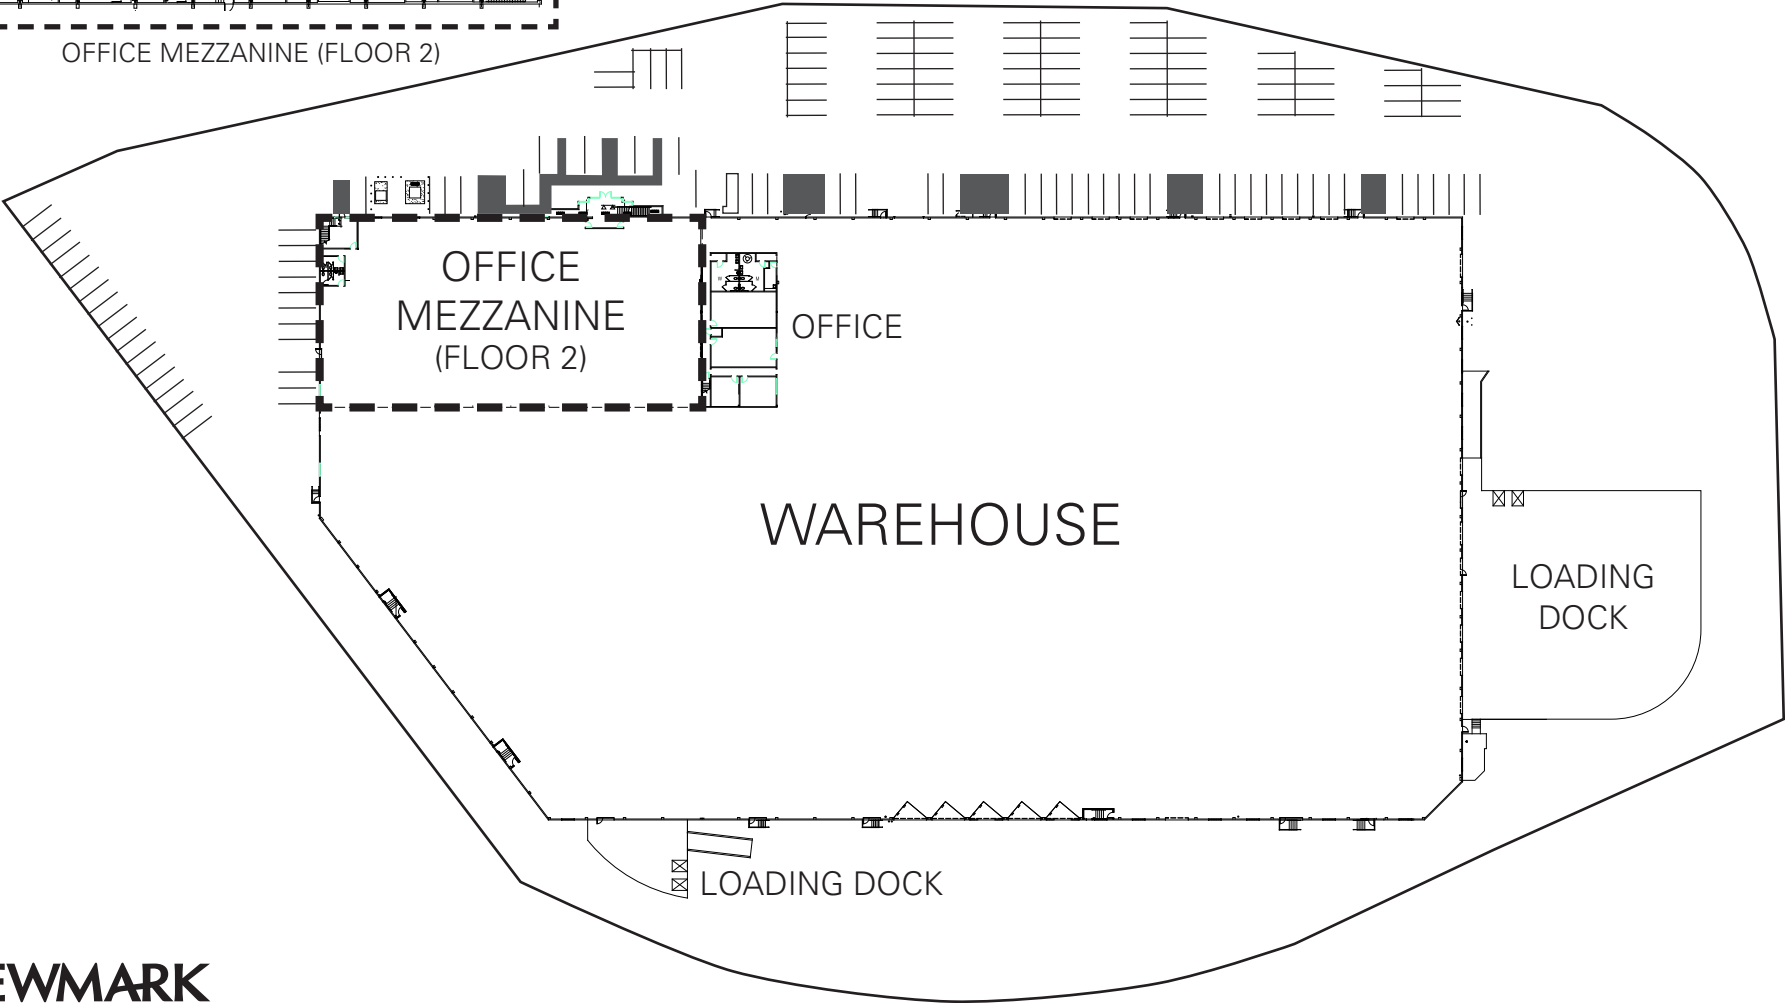 OFFICE MEZZANINE (FLOOR 2)
OFFICE
MEZZANINE
(FLOOR 2)
OFFICE
WAREHOUSE
LOADING
DOCK
LOADING DOCK
EWMARK